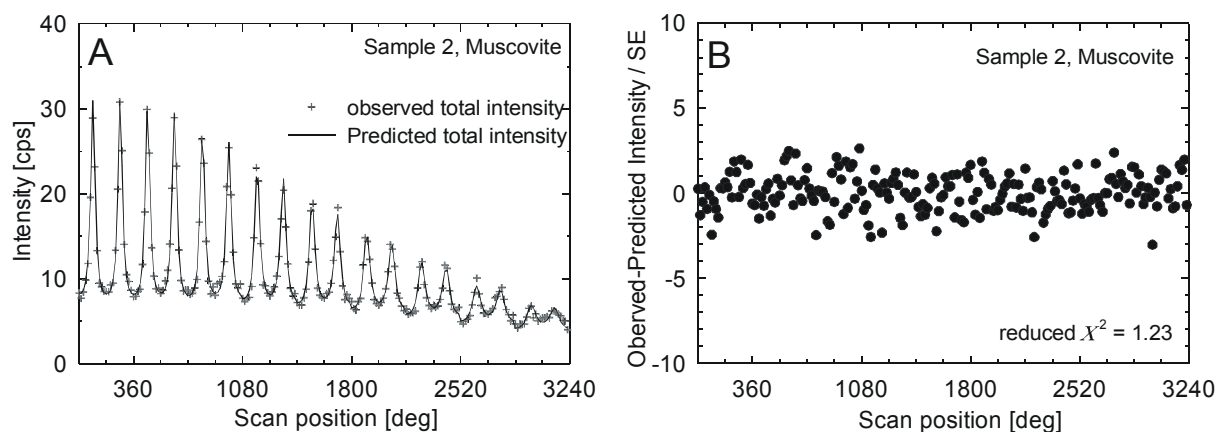 A
Sample 2, Muscovite
observed total intensity
Predicted total intensity
Intensity [cps]
40
30
20
10
0
360 1080 1800 2520 3240
Scan position [deg]
B
Sample 2, Muscovite
Oberved-Predicted Intensity / SE
10
5
0
-5
-10
reduced X² = 1.23
360 1080 1800 2520 3240
Scan position [deg]